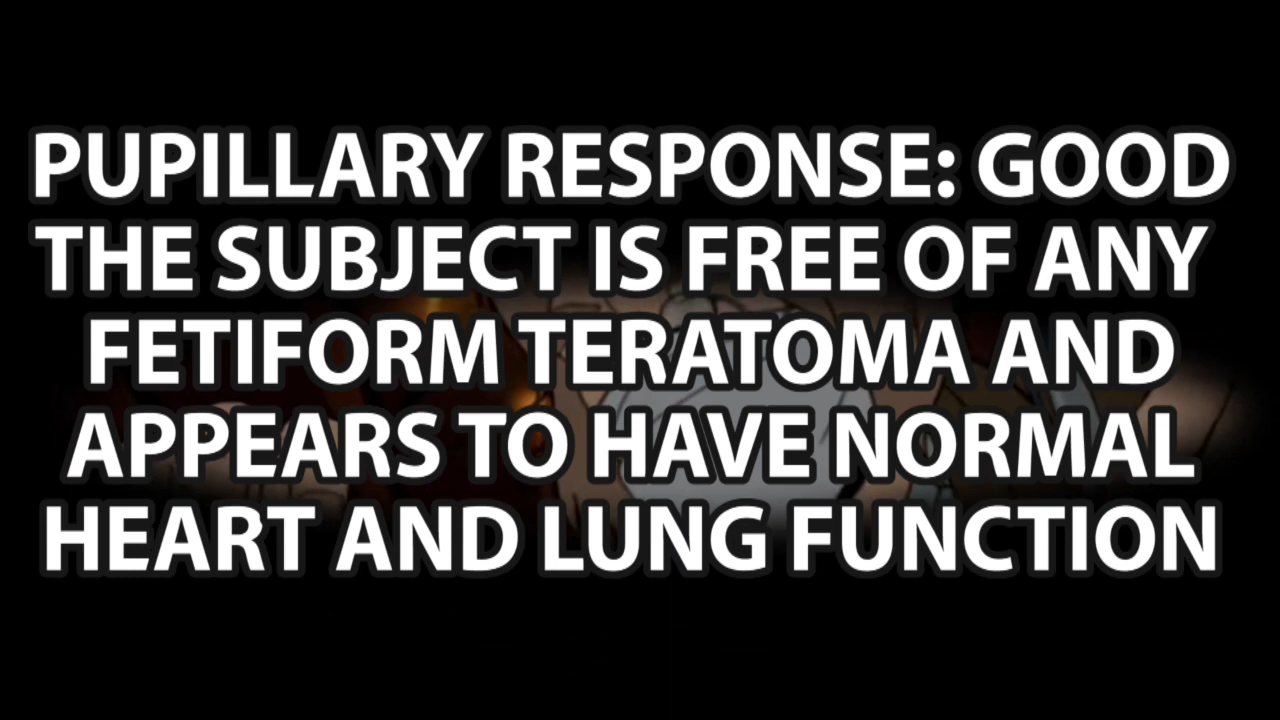 PUPILLARY RESPONSE: GOOD
THE SUBJECT IS FREE OF ANY
FETIFORM TERATOMA AND
APPEARS TO HAVE NORMAL
HEART AND LUNG FUNCTION